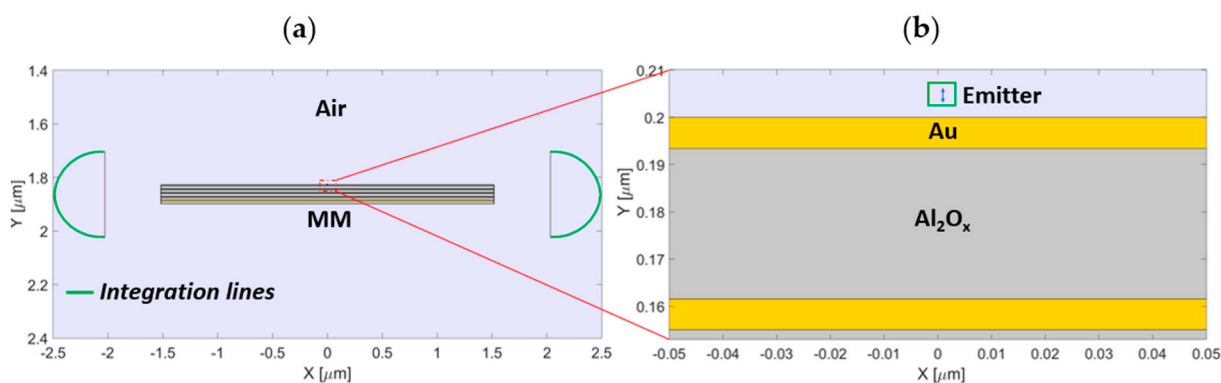 (a)
(b)
1.4
1.6
1.8
2
2.2
2.4
Y [μm]
-2.5 -2 -1.5 -1 -0.5 0 0.5 1 1.5 2 2.5
X [μm]
Air
MM
Integration lines
0.21
0.2
0.19
0.18
0.17
0.16
Y [μm]
-0.05 -0.04 -0.03 -0.02 -0.01 0 0.01 0.02 0.03 0.04 0.05
X [μm]
Emitter
Au
Al₂Oₓ